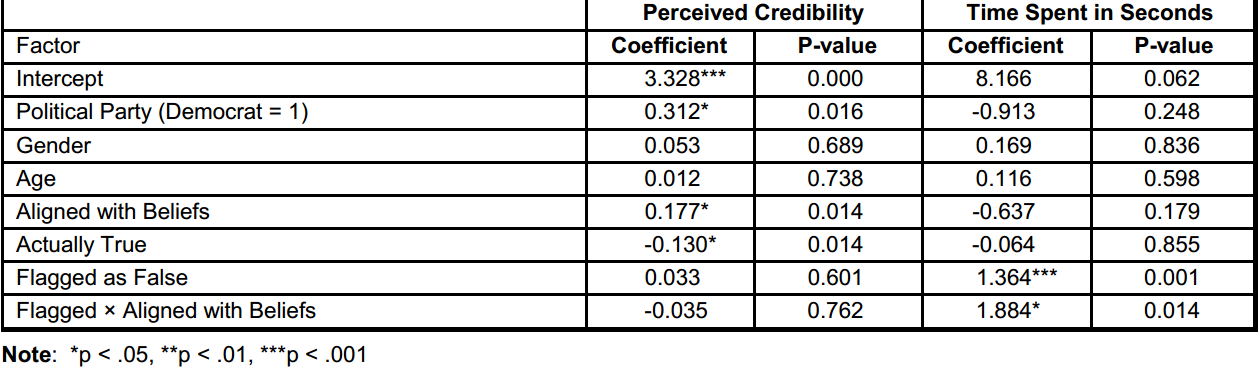 Perceived Credibility Time Spent in Seconds
Factor Coefficient P-value Coefficient P-value
Intercept 3.328*** 0.000 8.166 0.062
Political Party (Democrat = 1) 0.312* 0.016 -0.913 0.248
Gender 0.053 0.689 0.169 0.836
Age 0.012 0.738 0.116 0.598
Aligned with Beliefs 0.177* 0.014 -0.637 0.179
Actually True -0.130* 0.014 -0.064 0.855
Flagged as False 0.033 0.601 1.364*** 0.001
Flagged × Aligned with Beliefs -0.035 0.762 1.884* 0.014
Note: *p < .05, **p < .01, ***p < .001